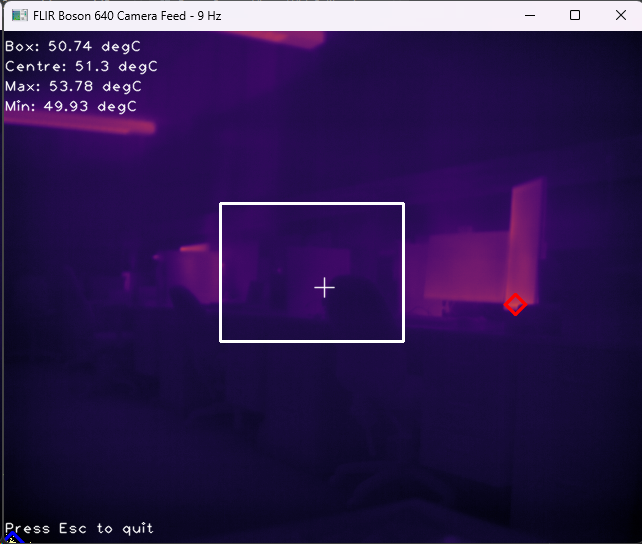 FLIR Boson 640 Camera Feed - 9 Hz
Box: 50.74 degC
Centre: 51.3 degC
Max: 53.78 degC
Min: 49.93 degC
Press Esc to quit